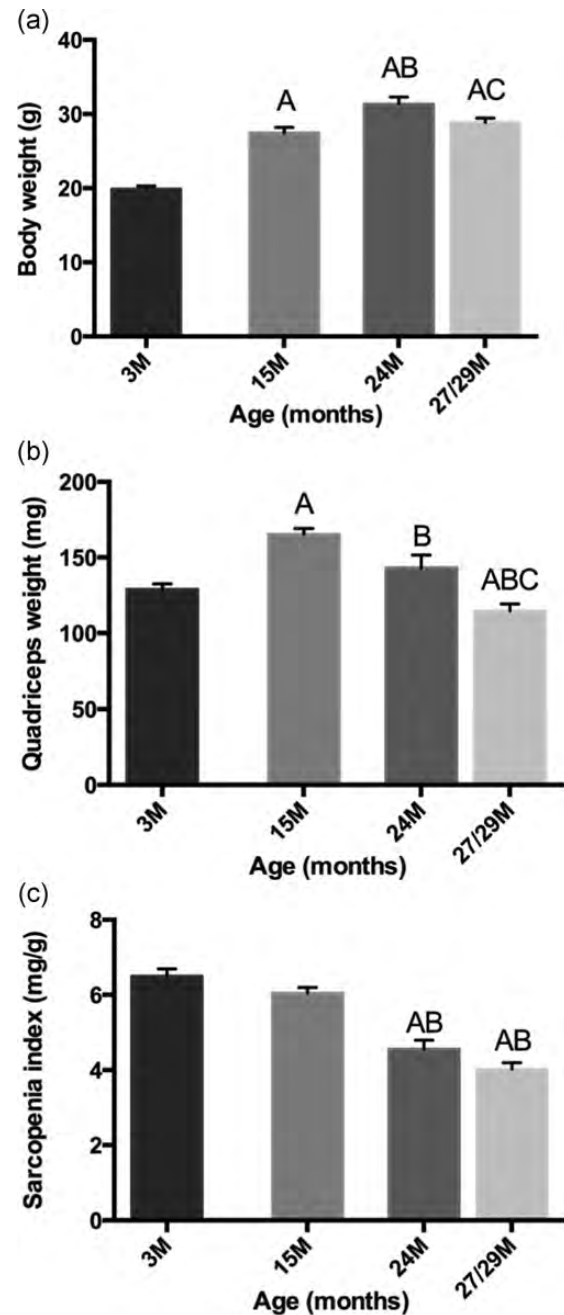 (a)
Body weight (g)
40
30
20
10
0
A
AB
AC
3M
15M
24M
27/29M
Age (months)
(b)
Quadriceps weight (mg)
200
150
100
50
0
A
B
ABC
3M
15M
24M
27/29M
Age (months)
(c)
Sarcopenia index (mg/g)
8
6
4
2
0
AB
AB
3M
15M
24M
27/29M
Age (months)